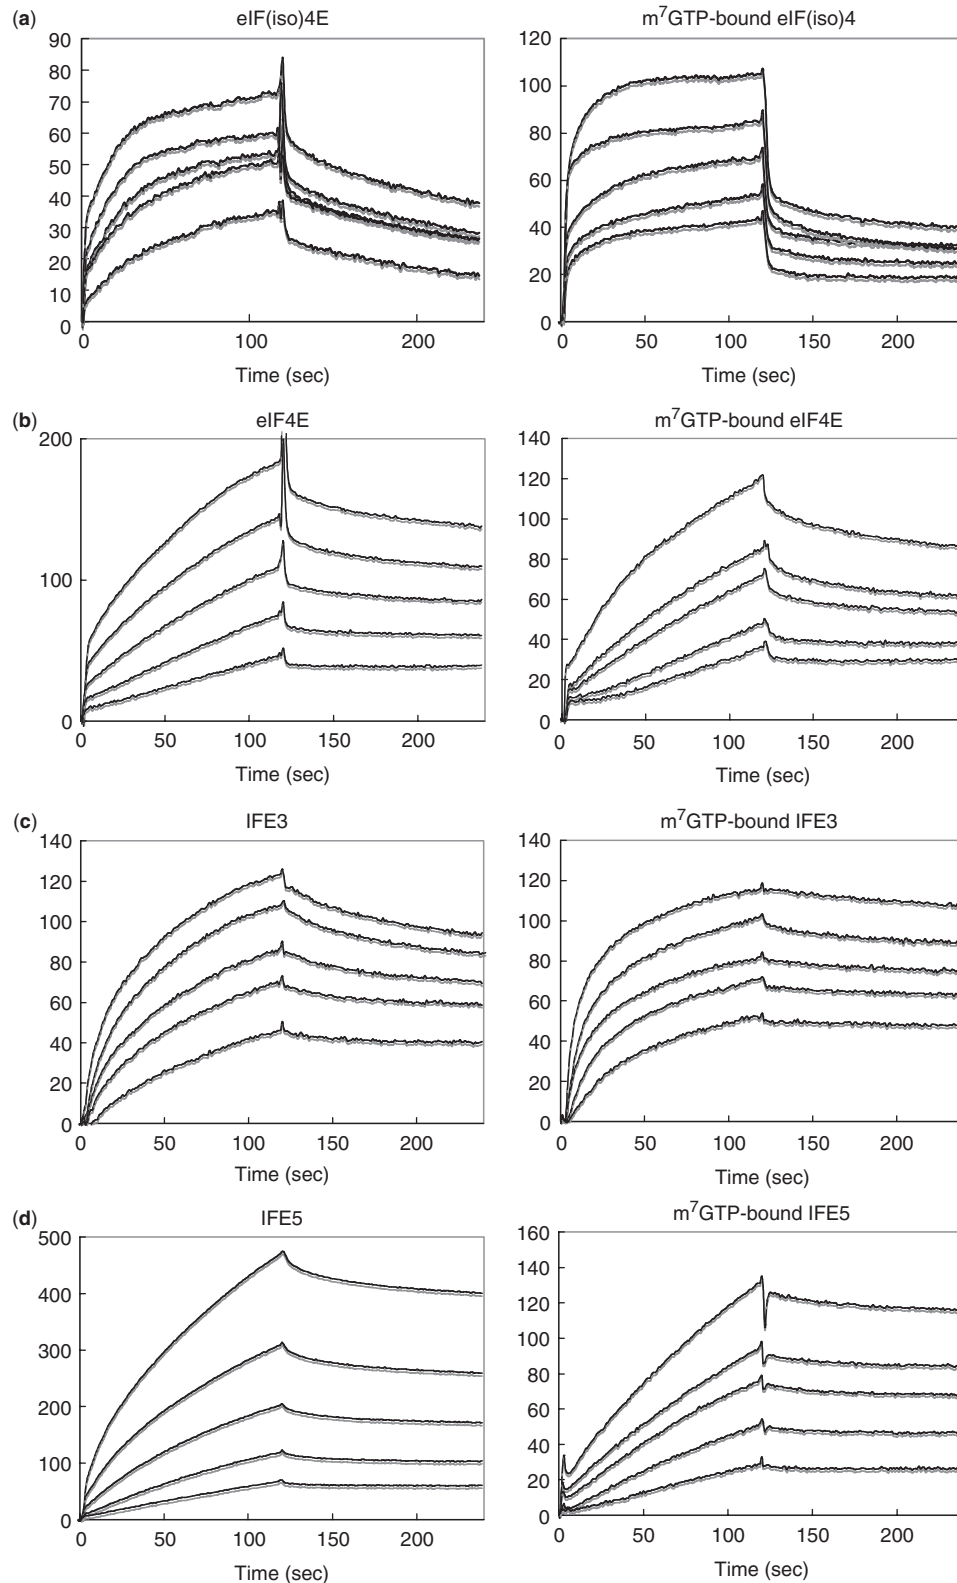 (a) eIF(iso)4E m⁷GTP-bound eIF(iso)4
90
80
70
60
50
40
30
20
10
0
0 100 200
Time (sec)
120
100
80
60
40
20
0
0 50 100 150 200
Time (sec)
(b) eIF4E m⁷GTP-bound eIF4E
200
100
0
0 50 100 150 200
Time (sec)
140
120
100
80
60
40
20
0
0 50 100 150 200
Time (sec)
(c) IFE3 m⁷GTP-bound IFE3
140
120
100
80
60
40
20
0
0 50 100 150 200
Time (sec)
140
120
100
80
60
40
20
0
0 50 100 150 200
Time (sec)
(d) IFE5 m⁷GTP-bound IFE5
500
400
300
200
100
0
0 50 100 150 200
Time (sec)
160
140
120
100
80
60
40
20
0
0 50 100 150 200
Time (sec)